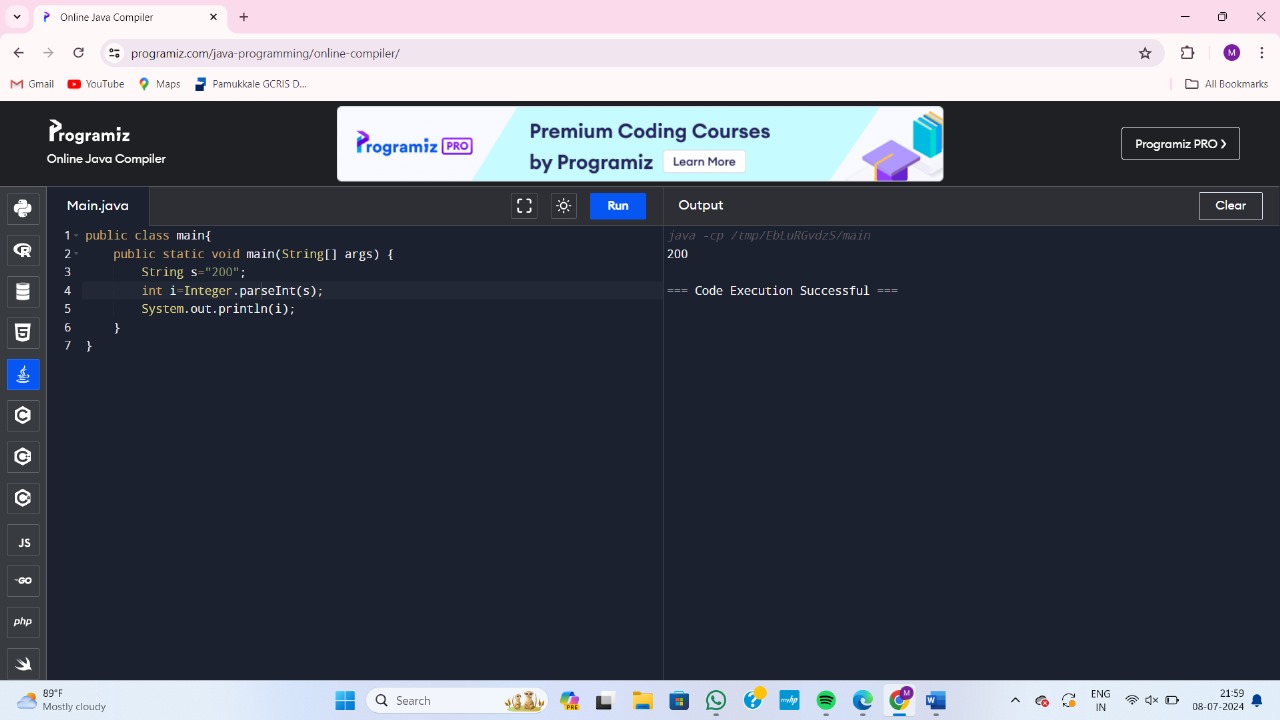 Online Java Compiler
programiz.com/java-programming/online-compiler/
M
Gmail
YouTube
Maps
Pamukkale GCRIS D...
All Bookmarks
Programiz
Online Java Compiler
Programiz PRO
Premium Coding Courses
by Programiz
Learn More
Programiz PRO ❯
Main.java
Run
Output
Clear
1 public class main{
2 public static void main(String[] args) {
3 String s="200";
4 int i=Integer.parseInt(s);
5 System.out.println(i);
6 }
7 }
java -cp /tmp/EbLuRGvdzS/main
200
=== Code Execution Successful ===
R
5
C
C
C
JS
GO
php
89°F
Mostly cloudy
Search
PRE
myhp
M
W
ENG
IN
21:59
08-07-2024